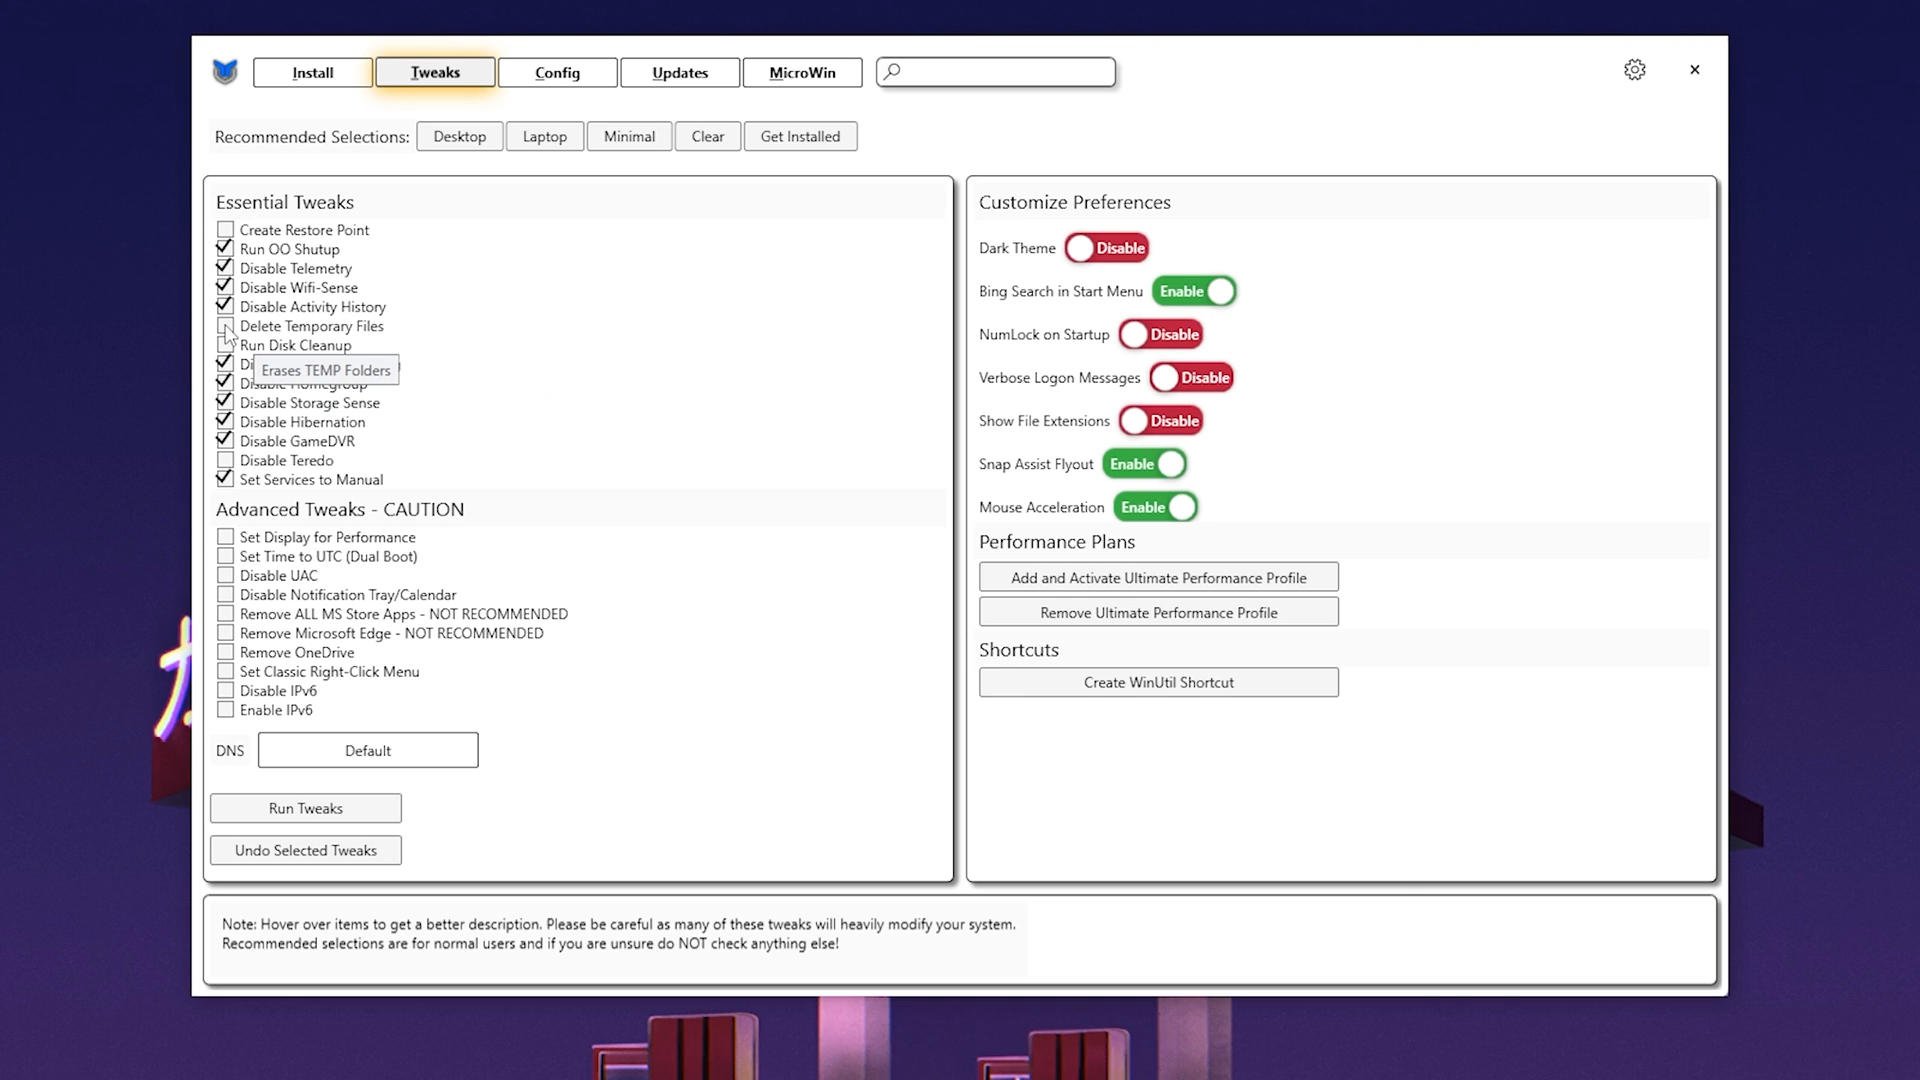 Install
Tweaks
Config
Updates
MicroWin
Recommended Selections:
Desktop
Laptop
Minimal
Clear
Get Installed
Essential Tweaks
Create Restore Point
Run OO Shutup
Disable Telemetry
Disable Wifi-Sense
Disable Activity History
Delete Temporary Files
Run Disk Cleanup
Erases TEMP Folders
Disable Homegroup
Disable Storage Sense
Disable Hibernation
Disable GameDVR
Disable Teredo
Set Services to Manual
Advanced Tweaks - CAUTION
Set Display for Performance
Set Time to UTC (Dual Boot)
Disable UAC
Disable Notification Tray/Calendar
Remove ALL MS Store Apps - NOT RECOMMENDED
Remove Microsoft Edge - NOT RECOMMENDED
Remove OneDrive
Set Classic Right-Click Menu
Disable IPv6
Enable IPv6
DNS Default
Run Tweaks
Undo Selected Tweaks
Customize Preferences
Dark Theme Disable
Bing Search in Start Menu Enable
NumLock on Startup Disable
Verbose Logon Messages Disable
Show File Extensions Disable
Snap Assist Flyout Enable
Mouse Acceleration Enable
Performance Plans
Add and Activate Ultimate Performance Profile
Remove Ultimate Performance Profile
Shortcuts
Create WinUtil Shortcut
Note: Hover over items to get a better description. Please be careful as many of these tweaks will heavily modify your system.
Recommended selections are for normal users and if you are unsure do NOT check anything else!